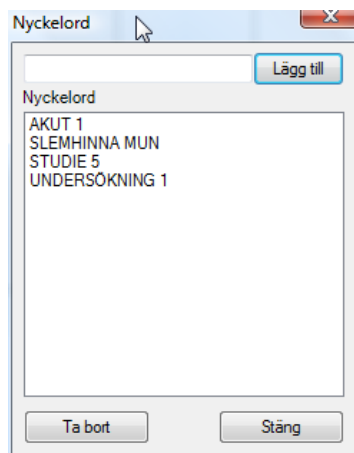 Nyckelord
Lägg till
Nyckelord
AKUT 1
SLEMHINNA MUN
STUDIE 5
UNDERSÖKNING 1
Ta bort
Stäng